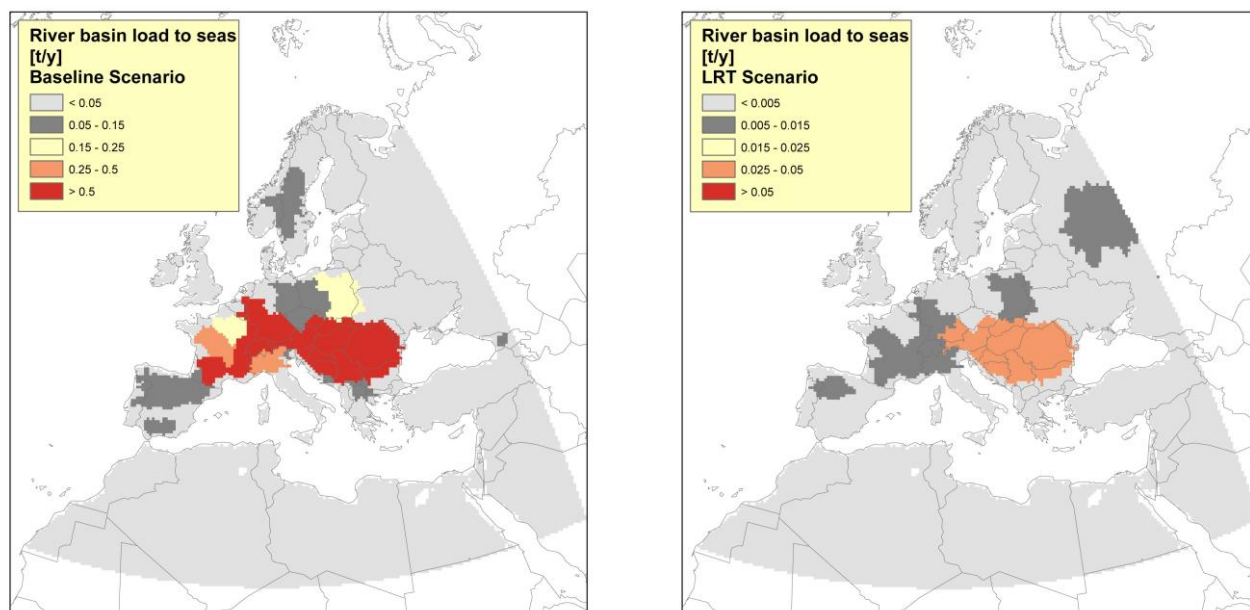 River basin load to seas
[t/y]
Baseline Scenario
< 0.05
0.05 - 0.15
0.15 - 0.25
0.25 - 0.5
> 0.5
River basin load to seas
[t/y]
LRT Scenario
< 0.005
0.005 - 0.015
0.015 - 0.025
0.025 - 0.05
> 0.05